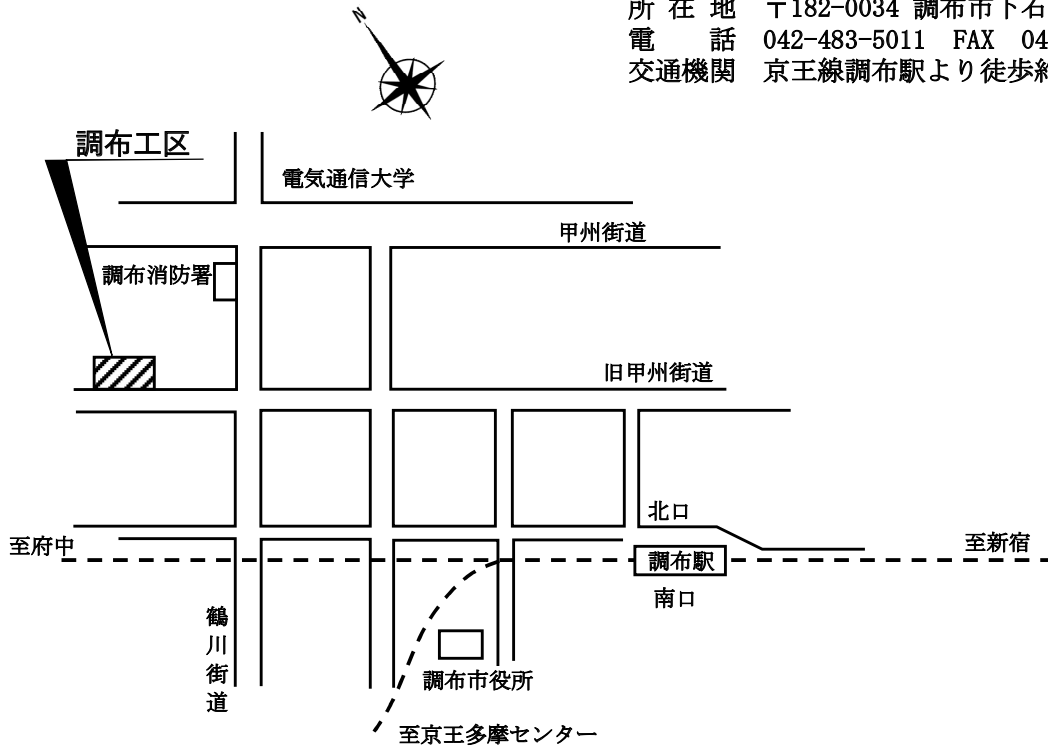 所在地 〒182-0034 調布市下石
電話 042-483-5011 FAX 04
交通機関 京王線調布駅より徒歩約
N
調布工区
電気通信大学
甲州街道
調布消防署
旧甲州街道
北口
至府中
至新宿
調布駅
南口
鶴川街道
調布市役所
至京王多摩センター